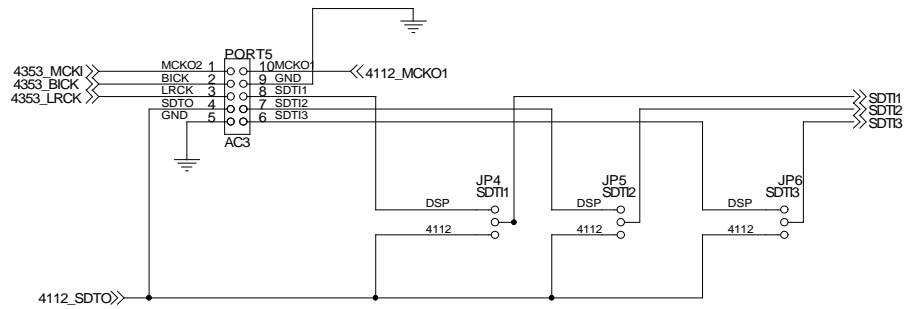 PORT5
4353_MCKI MCKO2 1 10 MCKO1 4112_MCKO1
4353_BICK BICK 2 9 GND
4353_LRCK LRCK 3 8 SDTI1 SDTI1
SDTO 4 7 SDTI2 SDTI2
GND 5 6 SDTI3 SDTI3
AC3
JP4 JP5 JP6
SDTI1 SDTI2 SDTI3
DSP DSP DSP
4112 4112 4112
4112_SDTO